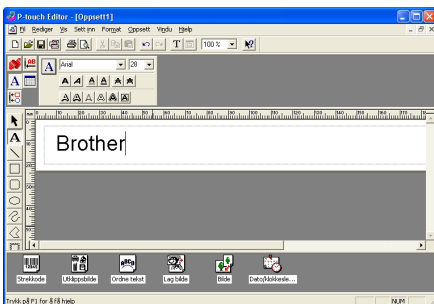 P-touch Editor - [Oppsett1]
Fil Rediger Vis Sett inn Format Oppsett Vindu Hjelp
100 %
Arial 28
Brother
Strekkode Utklippsbilde Ordne tekst Lag bilde Bilde Dato/klokkesle...
Trykk på F1 for å få hjelp NUM